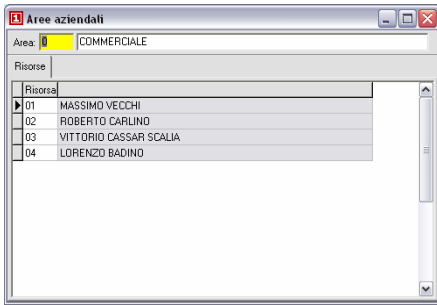 1 Aree aziendali
Area: 0 COMMERCIALE
Risorse
Risorsa
01 MASSIMO VECCHI
02 ROBERTO CARLINO
03 VITTORIO CASSAR SCALIA
04 LORENZO BADINO